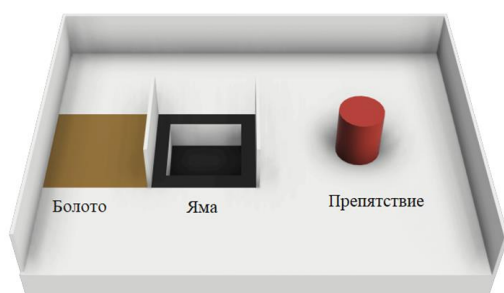 Болото
Яма
Препятствие